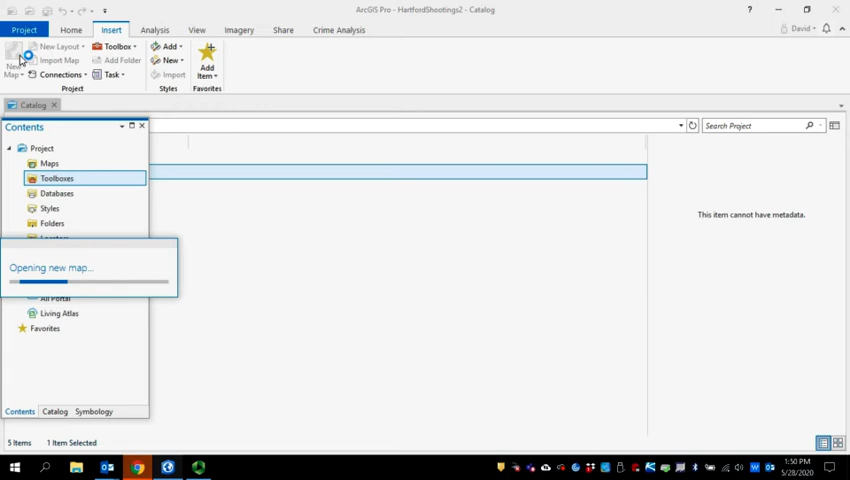 ArcGIS Pro - HartfordShootings2 - Catalog
?
Project Home Insert Analysis View Imagery Share Crime Analysis
David
New Map
New Layout
Import Map
Connections
Toolbox
Add Folder
Task
Project
Add
New
Import
Styles
Add Item
Favorites
Catalog
Contents
Search Project
Project
Maps
Toolboxes
Databases
Styles
Folders
This item cannot have metadata.
Opening new map...
All Portal
Living Atlas
Favorites
Contents Catalog Symbology
5 Items 1 Item Selected
1:50 PM
5/28/2020